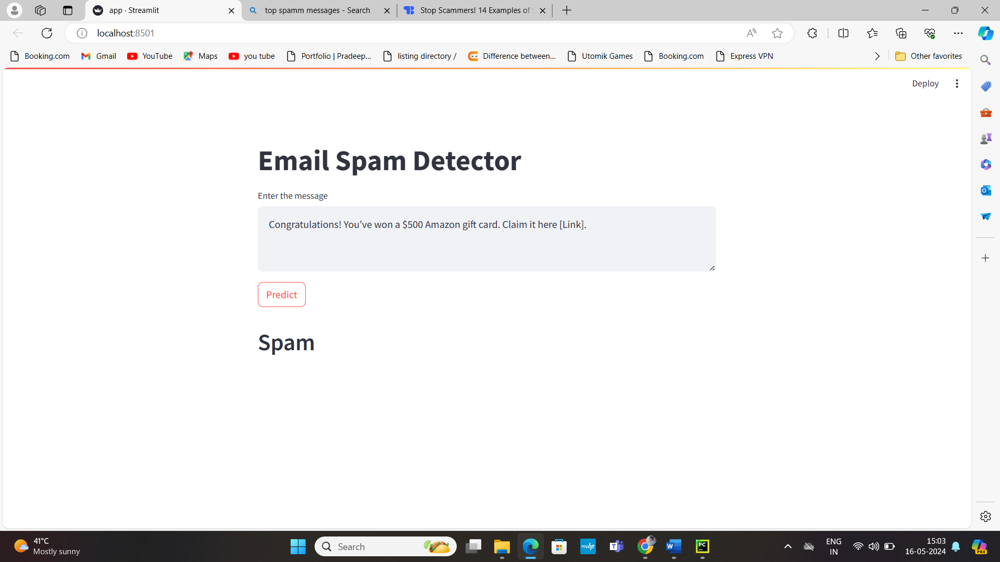 app · Streamlit
top spamm messages - Search
Stop Scammers! 14 Examples of S
localhost:8501
Booking.com
Gmail
YouTube
Maps
you tube
Portfolio | Pradeep...
listing directory /
Difference between...
Utomik Games
Booking.com
Express VPN
Other favorites
Deploy
Email Spam Detector
Enter the message
Congratulations! You’ve won a $500 Amazon gift card. Claim it here [Link].
Predict
Spam
41°C
Mostly sunny
Search
myhp
T
W
PC
ENG
IN
15:03
16-05-2024
PRE